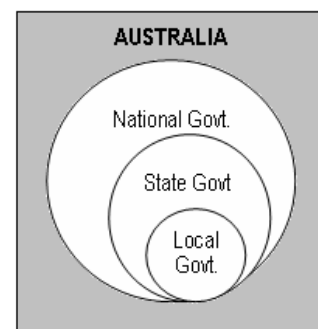 AUSTRALIA
National Govt.
State Govt
Local
Govt.